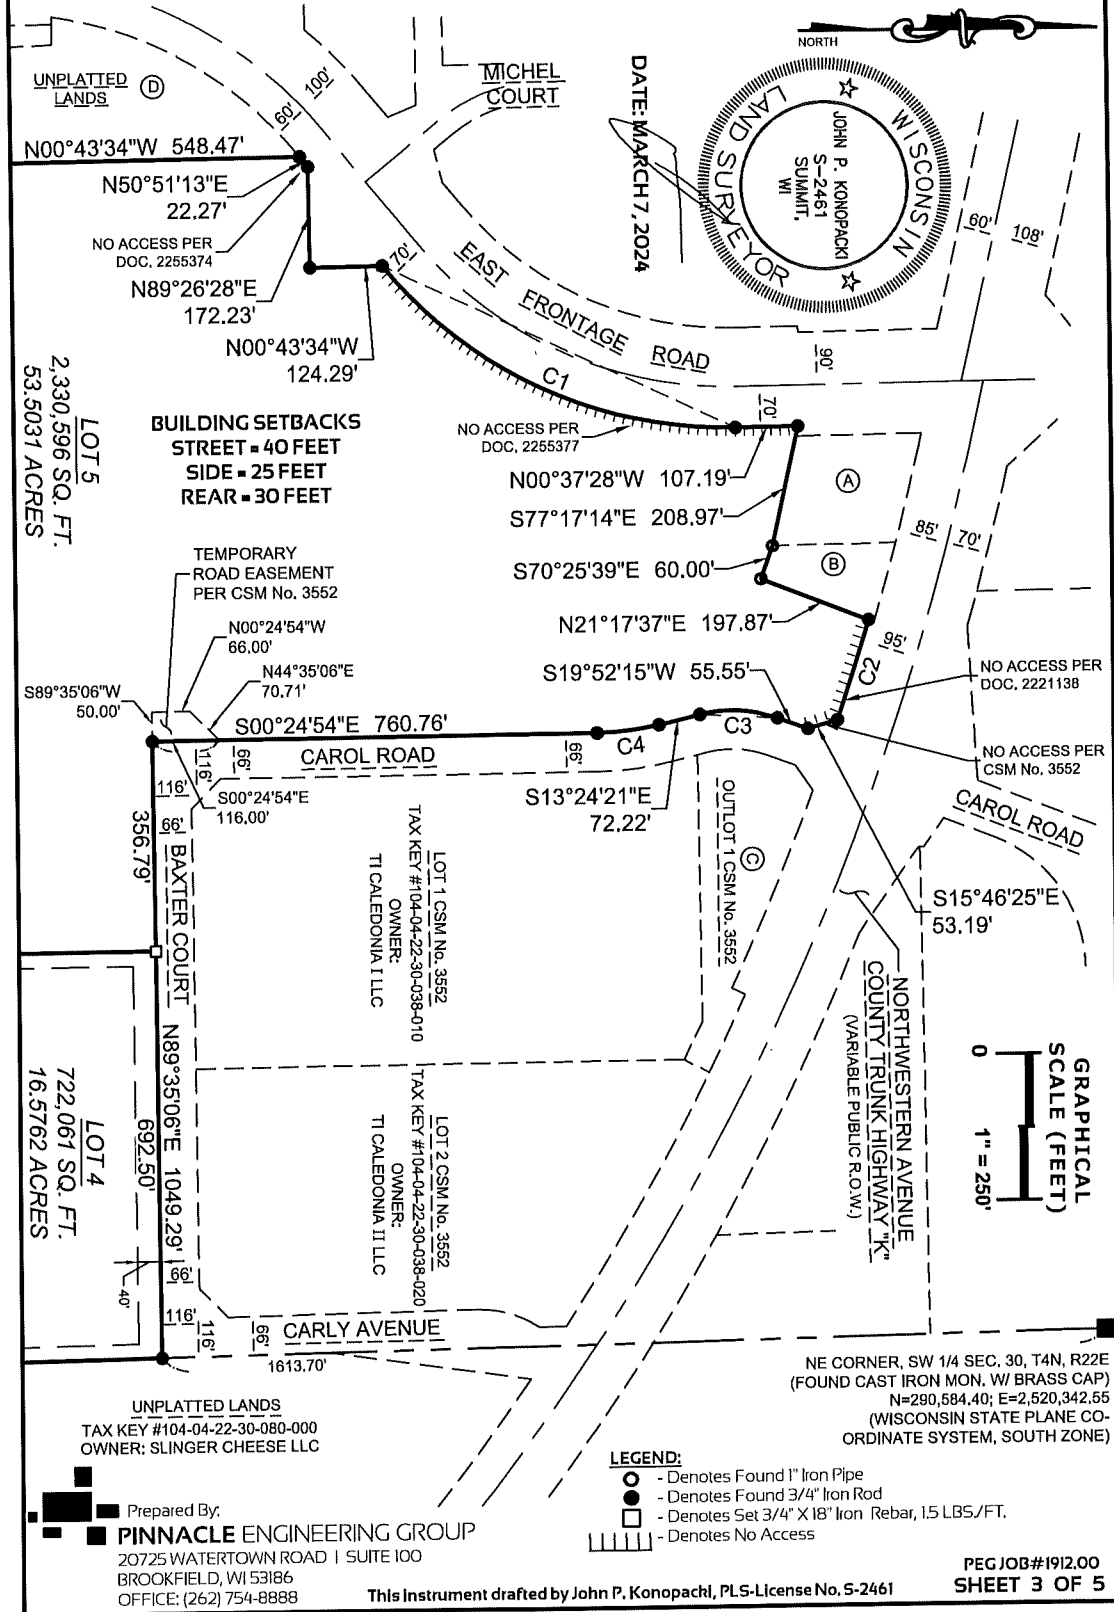 NORTH
WISCONSIN
LAND SURVEYOR
JOHN P. KONOPACKI
S-2461
SUMMIT,
WI
DATE: MARCH 7, 2024
UNPLATTED
LANDS
D
60'
100'
MICHEL
COURT
N00°43'34"W 548.47'
N50°51'13"E
22.27'
NO ACCESS PER
DOC. 2255374
N89°26'28"E
172.23'
N00°43'34"W
124.29'
70'
EAST FRONTAGE ROAD
60'
108'
90'
C1
70'
NO ACCESS PER
DOC. 2255377
N00°37'28"W 107.19'
S77°17'14"E 208.97'
S70°25'39"E 60.00'
N21°17'37"E 197.87'
S19°52'15"W 55.55'
A
B
85'
70'
95'
C2
NO ACCESS PER
DOC. 2221138
NO ACCESS PER
CSM No. 3552
BUILDING SETBACKS
STREET = 40 FEET
SIDE = 25 FEET
REAR = 30 FEET
LOT 5
2,330,596 SQ. FT.
53.5031 ACRES
TEMPORARY
ROAD EASEMENT
PER CSM No. 3552
N00°24'54"W
66.00'
N44°35'06"E
70.71'
S89°35'06"W
50.00'
S00°24'54"E 760.76'
CAROL ROAD
66'
66'
116'
116'
66'
S00°24'54"E
116.00'
C4
C3
S13°24'21"E
72.22'
CAROL ROAD
S15°46'25"E
53.19'
356.79'
BAXTER COURT
N89°35'06"E 1049.29'
692.50'
LOT 1 CSM No. 3552
TAX KEY #104-04-22-30-038-010
OWNER:
TI CALEDONIA I LLC
OUTLOT 1 CSM No. 3552
C
LOT 2 CSM No. 3552
TAX KEY #104-04-22-30-038-020
OWNER:
TI CALEDONIA II LLC
NORTHWESTERN AVENUE
COUNTY TRUNK HIGHWAY "K"
(VARIABLE PUBLIC R.O.W.)
GRAPHICAL
SCALE (FEET)
0
1" = 250'
LOT 4
722,061 SQ. FT.
16.5762 ACRES
40'
66'
116'
116'
66'
CARLY AVENUE
1613.70'
NE CORNER, SW 1/4 SEC. 30, T4N, R22E
(FOUND CAST IRON MON. W/ BRASS CAP)
N=290,584.40; E=2,520,342.55
(WISCONSIN STATE PLANE CO-
ORDINATE SYSTEM, SOUTH ZONE)
UNPLATTED LANDS
TAX KEY #104-04-22-30-080-000
OWNER: SLINGER CHEESE LLC
LEGEND:
- Denotes Found 1" Iron Pipe
- Denotes Found 3/4" Iron Rod
- Denotes Set 3/4" X 18" Iron Rebar, 1.5 LBS./FT.
- Denotes No Access
Prepared By:
PINNACLE ENGINEERING GROUP
20725 WATERTOWN ROAD | SUITE 100
BROOKFIELD, WI 53186
OFFICE: (262) 754-8888
This instrument drafted by John P. Konopacki, PLS-License No. S-2461
PEG JOB#1912.00
SHEET 3 OF 5